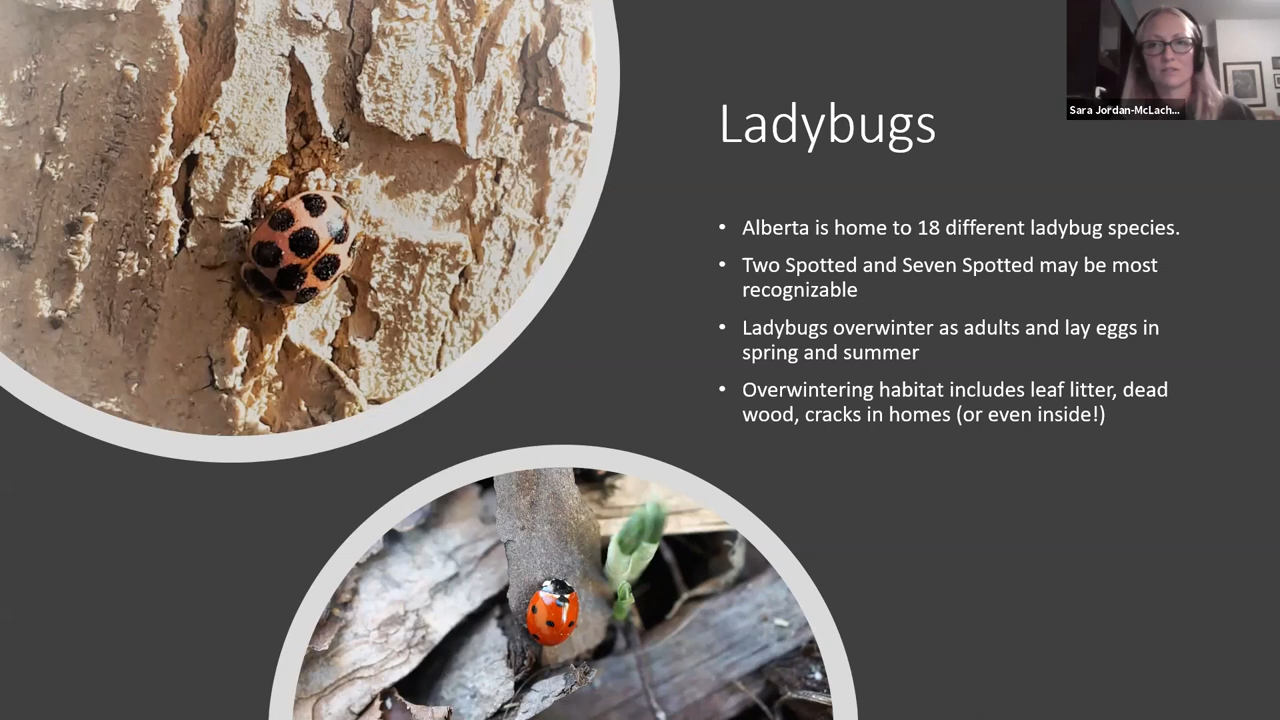 Sara Jordan-McLach...
Ladybugs
• Alberta is home to 18 different ladybug species.
• Two Spotted and Seven Spotted may be most
recognizable
• Ladybugs overwinter as adults and lay eggs in
spring and summer
• Overwintering habitat includes leaf litter, dead
wood, cracks in homes (or even inside!)